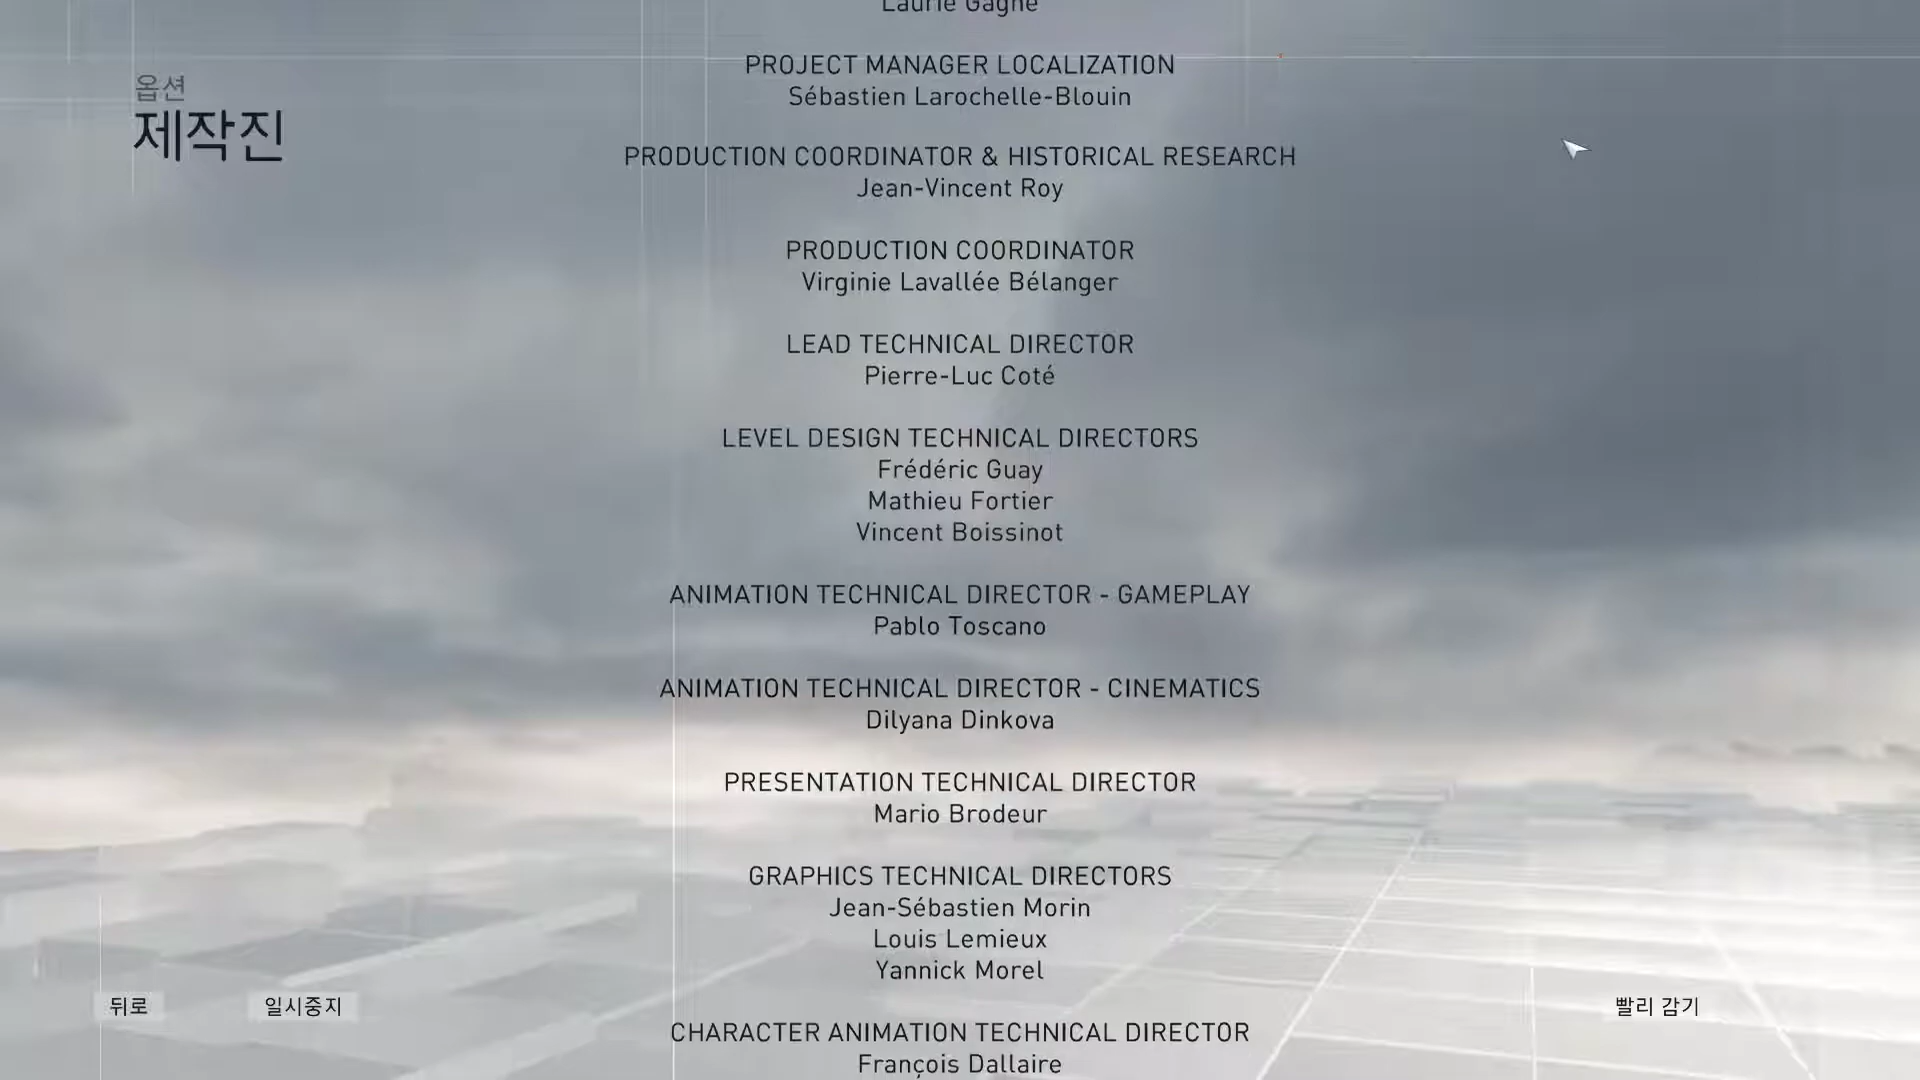 Laurie Gagné
옵션
제작진
PROJECT MANAGER LOCALIZATION
Sébastien Larochelle-Blouin
PRODUCTION COORDINATOR & HISTORICAL RESEARCH
Jean-Vincent Roy
PRODUCTION COORDINATOR
Virginie Lavallée Bélanger
LEAD TECHNICAL DIRECTOR
Pierre-Luc Coté
LEVEL DESIGN TECHNICAL DIRECTORS
Frédéric Guay
Mathieu Fortier
Vincent Boissinot
ANIMATION TECHNICAL DIRECTOR - GAMEPLAY
Pablo Toscano
ANIMATION TECHNICAL DIRECTOR - CINEMATICS
Dilyana Dinkova
PRESENTATION TECHNICAL DIRECTOR
Mario Brodeur
GRAPHICS TECHNICAL DIRECTORS
Jean-Sébastien Morin
Louis Lemieux
Yannick Morel
뒤로
일시중지
빨리 감기
CHARACTER ANIMATION TECHNICAL DIRECTOR
François Dallaire